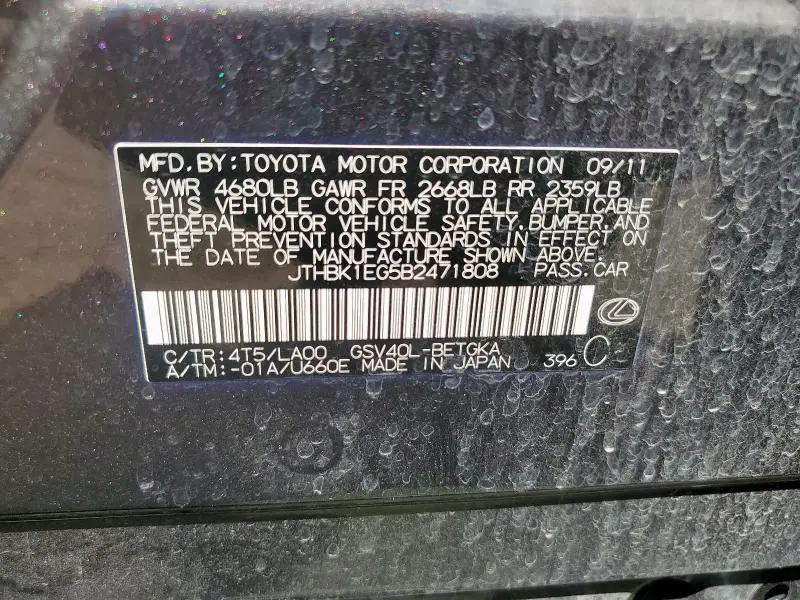 MFD.BY:TOYOTA MOTOR CORPORATION 09/11
GVWR 4680LB GAWR FR 2668LB RR 2359LB
THIS VEHICLE CONFORMS TO ALL APPLICABLE
FEDERAL MOTOR VEHICLE SAFETY,BUMPER,AND
THEFT PREVENTION STANDARDS IN EFFECT ON
THE DATE OF MANUFACTURE SHOWN ABOVE.
JTHBK1EG5B2471808 PASS.CAR
C/TR:4T5/LA00 GSV40L-BETGKA
A/TM:-01A/U660E MADE IN JAPAN 396 C